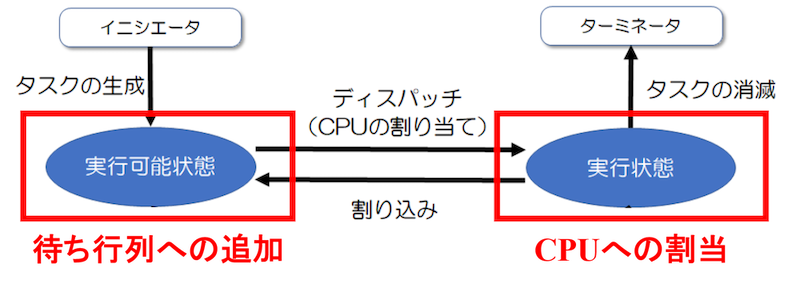 イニシエータ
ターミネータ
タスクの生成
タスクの消滅
ディスパッチ
（CPUの割り当て）
実行可能状態
実行状態
割り込み
待ち行列への追加
CPUへの割当